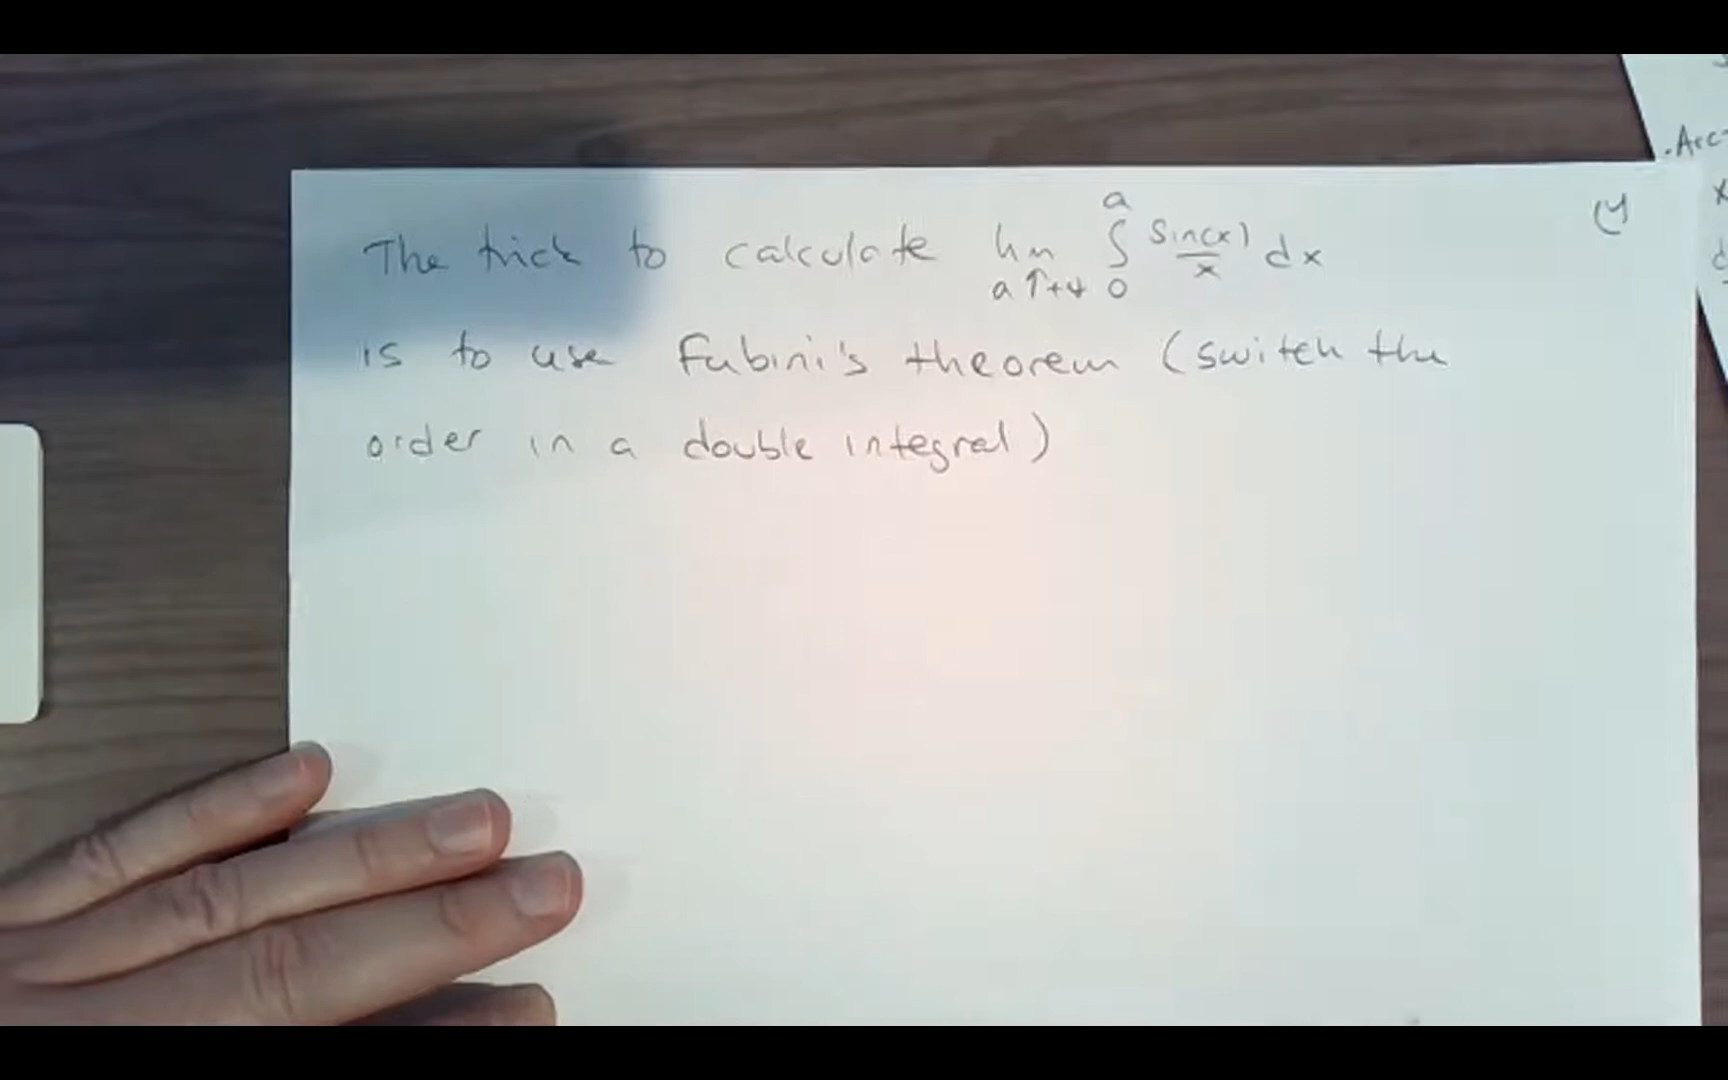 The trick to calculate lim a↑+∞ ∫₀ᵃ sin(x)/x dx
is to use Fubini's theorem (switch the
order in a double integral)
.Arc
x